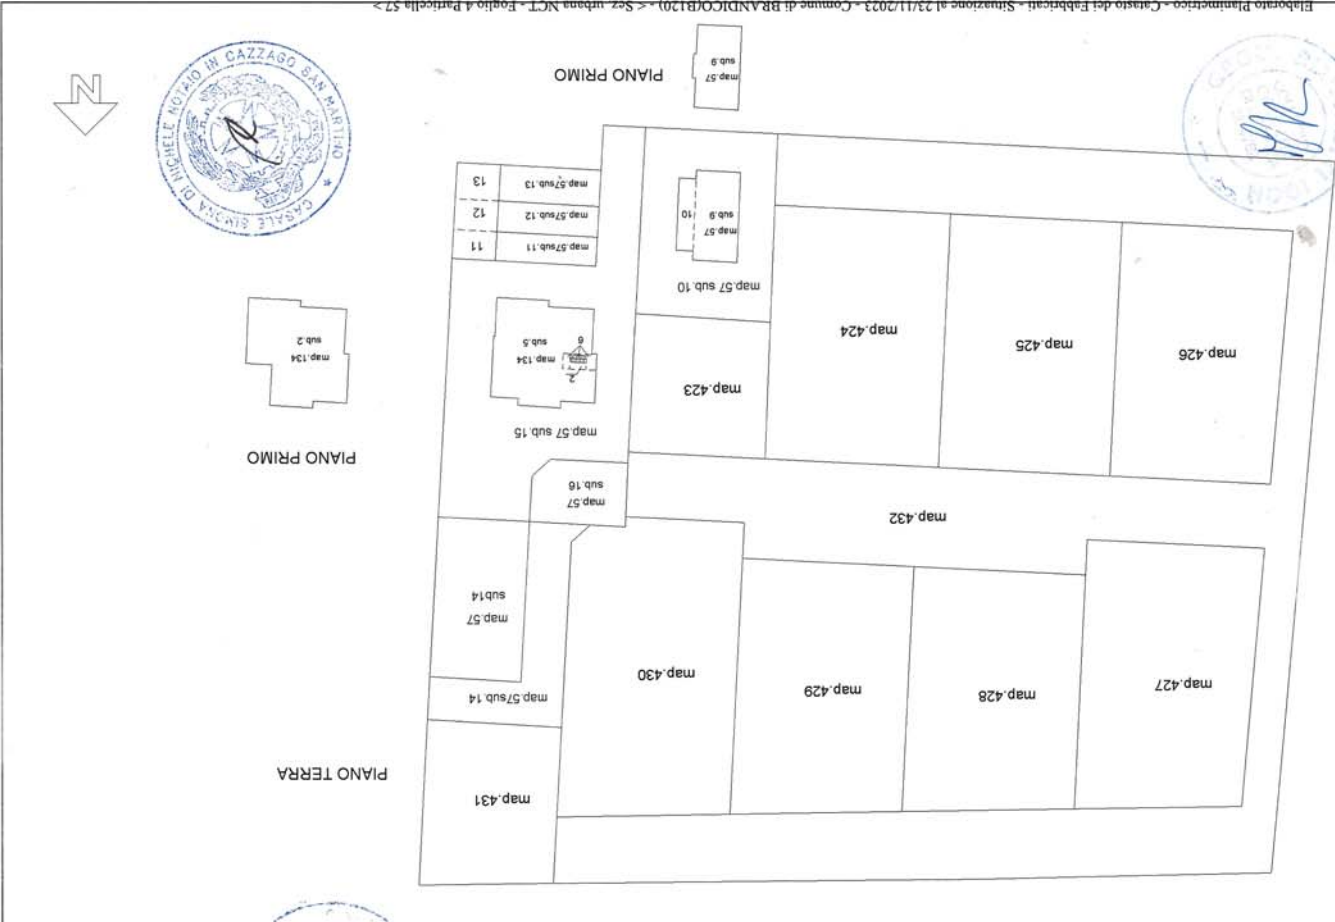 map.431
PIANO TERRA
map.427
map.428
map.429
map.430
map.57sub.14
map.57
sub14
map.432
map.57
sub.16
map.57 sub.15
PIANO PRIMO
map.426
map.425
map.424
map.423
2
map.134
sub.5
6
map.134
sub.2
map.57 sub.10
map.57
sub.9
10
map.57sub.11
11
map.57sub.12
12
map.57sub.13
13
N
CASALE SIMONA DI MICHELE NOTAIO IN CAZZAGO SAN MARTINO *
map.57
sub.9
PIANO PRIMO
Elaborato Planimetrico - Catasto dei Fabbricati - Situazione al 23/11/2023 - Comune di BRANDICO(B120) - < Sez. urbana NCT - Foglio 4 Particella 57 >